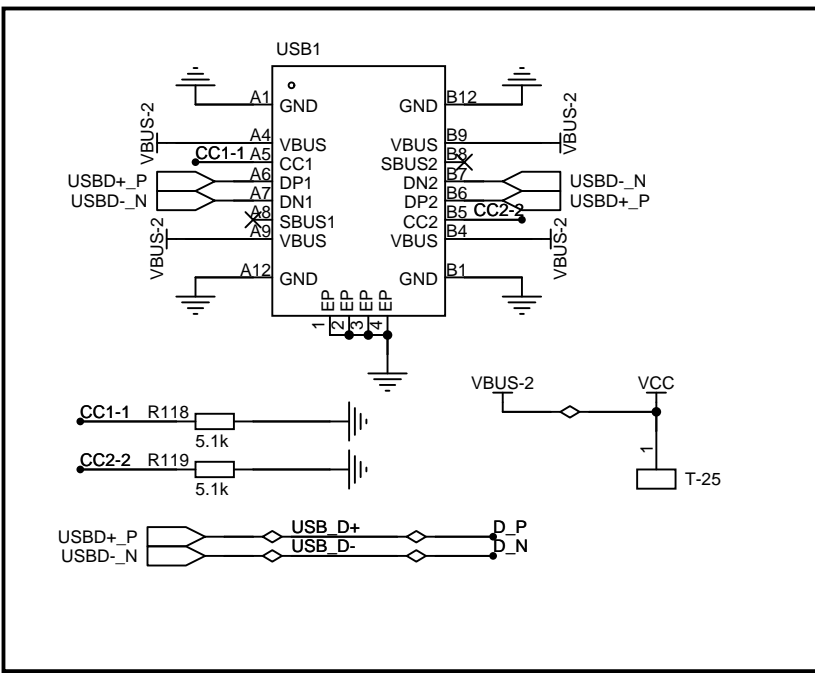 USB1
A1 GND GND B12
VBUS-2 A4 VBUS VBUS B9 VBUS-2
CC1-1 A5 CC1 SBUS2 B8
USBD+_P A6 DP1 DN2 B7 USBD-_N
USBD-_N A7 DN1 DP2 B6 USBD+_P
A8 SBUS1 CC2 B5 CC2-2
VBUS-2 A9 VBUS VBUS B4 VBUS-2
A12 GND GND B1
EP EP EP EP
1 2 3 4
VBUS-2 VCC
CC1-1 R118
5.1k
1
CC2-2 R119
5.1k
T-25
USBD+_P USB_D+ D_P
USBD-_N USB_D- D_N